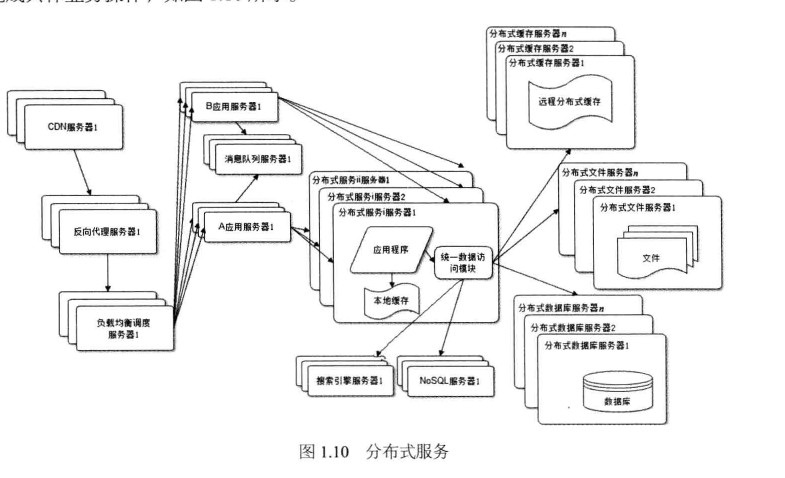 分布式缓存服务器n
分布式缓存服务器2
分布式缓存服务器1
远程分布式缓存
CDN服务器1
B应用服务器1
消息队列服务器1
分布式服务ii服务器1
分布式服务i服务器2
分布式服务i服务器1
分布式文件服务器n
分布式文件服务器2
分布式文件服务器1
文件
反向代理服务器1
A应用服务器1
应用程序
统一数据访
问模块
本地缓存
负载均衡调度
服务器1
分布式数据库服务器n
分布式数据库服务器2
分布式数据库服务器1
数据库
搜索引擎服务器1
NoSQL服务器1
图 1.10 分布式服务